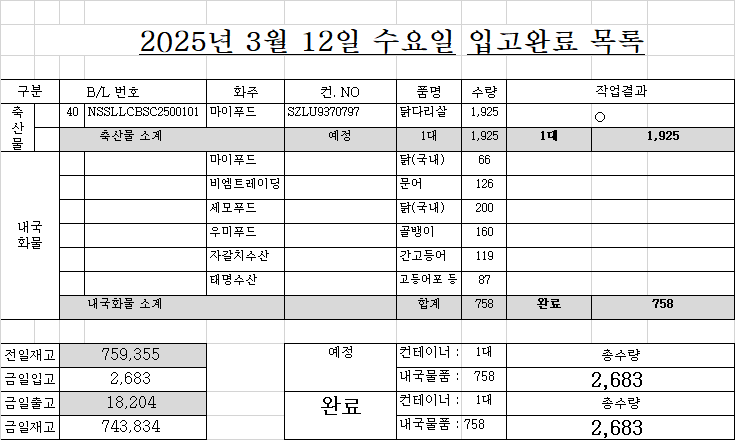 2025년 3월 12일 수요일 입고완료 목록
구분 B/L 번호 화주 컨. NO 품명 수량 작업결과
축산물 40 NSSLLCBSC2500101 마이푸드 SZLU9370797 닭다리살 1,925 ○
축산물 소계 예정 1대 1,925 1대 1,925
내국화물 마이푸드 닭(국내) 66
비엠트레이딩 문어 126
세모푸드 닭(국내) 200
우미푸드 골뱅이 160
자갈치수산 간고등어 119
태명수산 고등어포 등 87
내국화물 소계 합계 758 완료 758
전일재고 759,355 예정 컨테이너 : 1대 총수량
금일입고 2,683 내국물품 : 758 2,683
금일출고 18,204 완료 컨테이너 : 1대 총수량
금일재고 743,834 내국물품 : 758 2,683